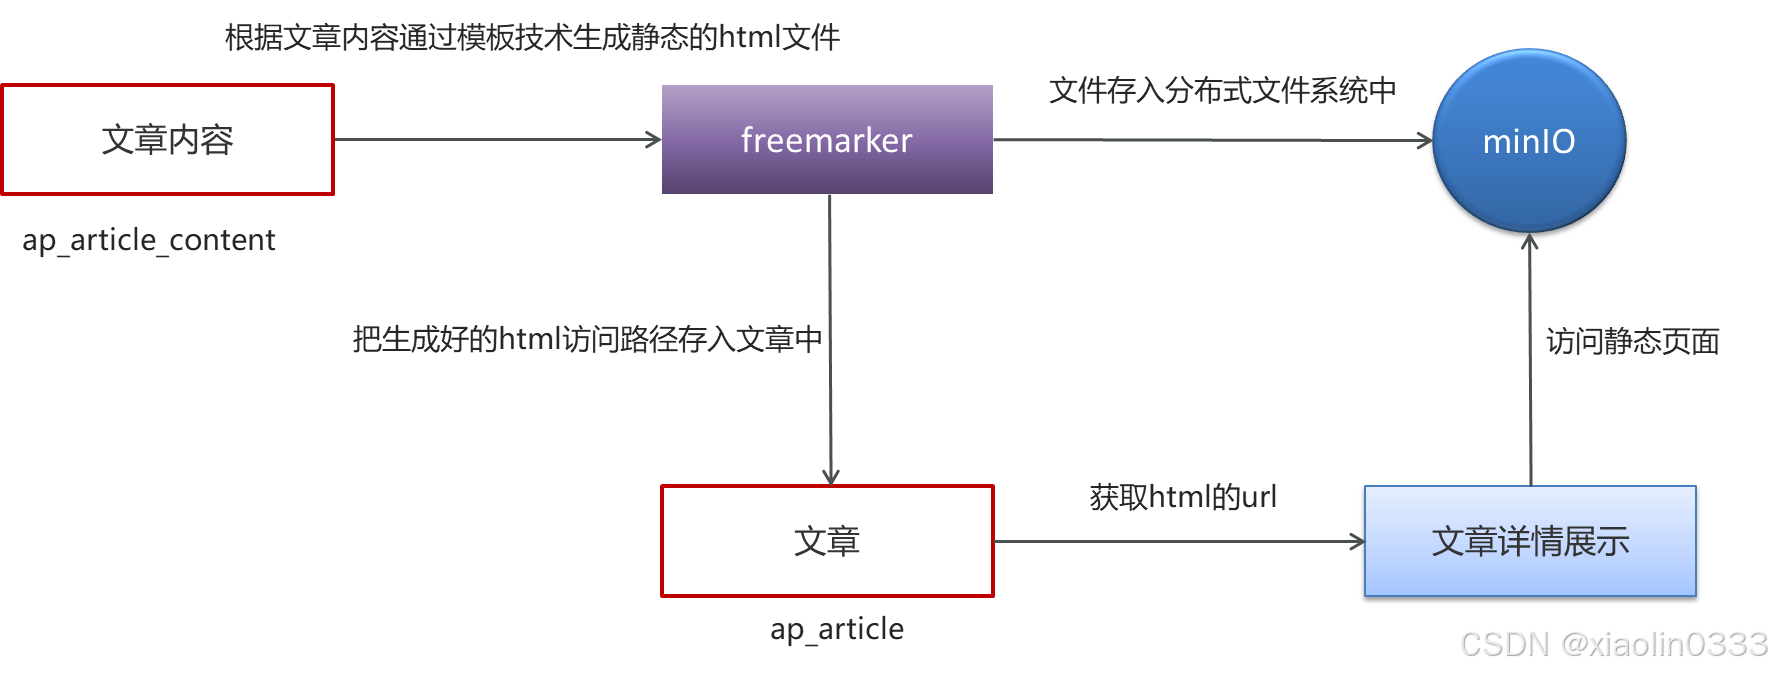 根据文章内容通过模板技术生成静态的html文件
文件存入分布式文件系统中
文章内容
freemarker
minIO
ap_article_content
把生成好的html访问路径存入文章中
访问静态页面
获取html的url
文章
文章详情展示
ap_article
CSDN @xiaolin0333